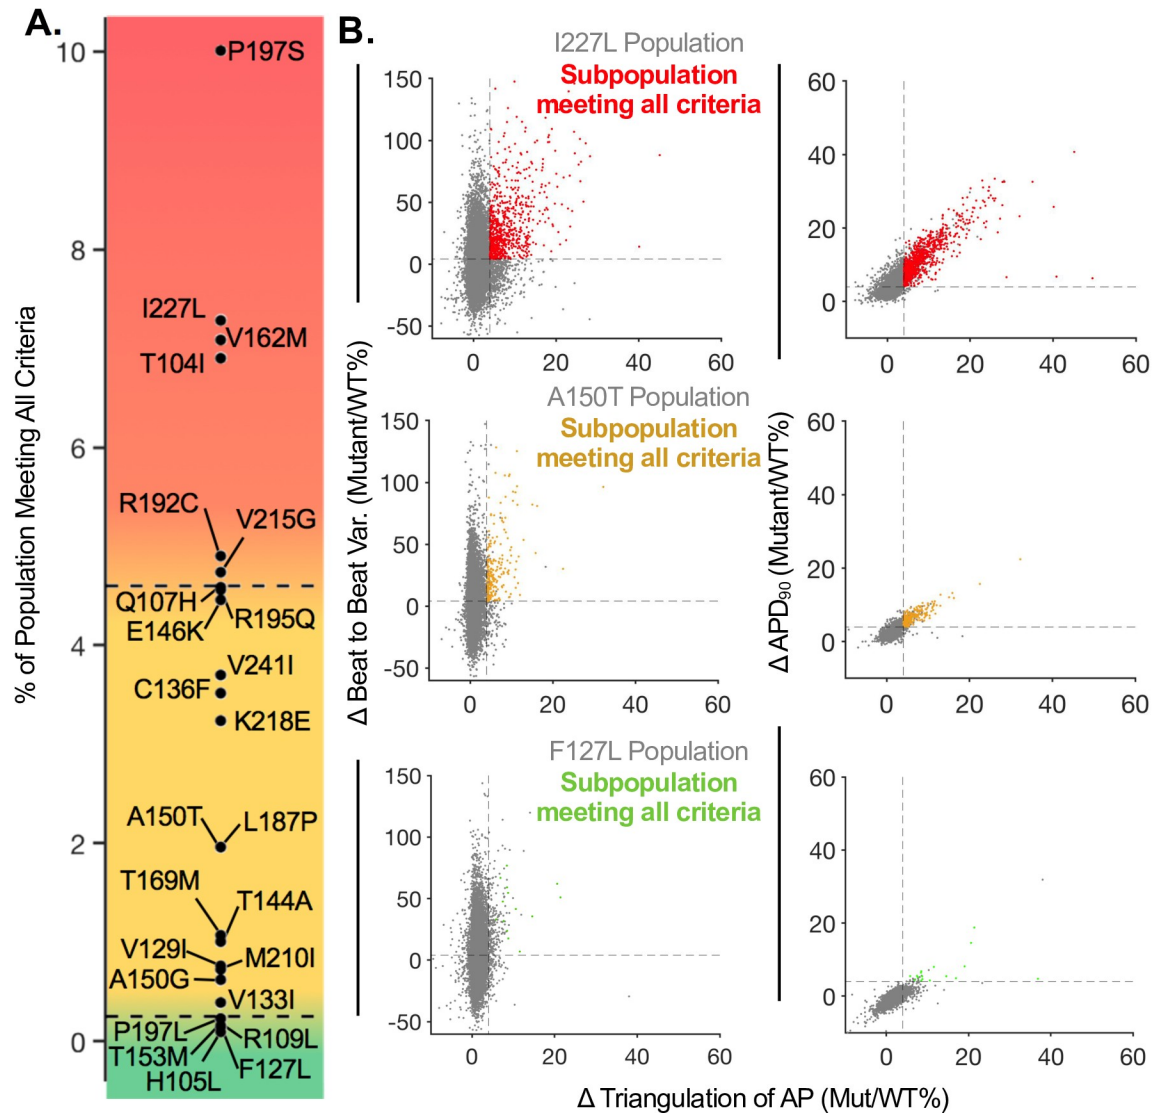 A.
B.
% of Population Meeting All Criteria
10
8
6
4
2
0
P197S
I227L
V162M
T104I
R192C
V215G
Q107H
R195Q
E146K
V241I
C136F
K218E
A150T
L187P
T169M
T144A
V129I
M210I
A150G
V133I
P197L
R109L
T153M
F127L
H105L
Δ Beat to Beat Var. (Mutant/WT%)
Δ APD90 (Mutant/WT%)
I227L Population
Subpopulation
meeting all criteria
150
100
50
0
-50
0 20 40 60
60
40
20
0
0 20 40 60
A150T Population
Subpopulation
meeting all criteria
150
100
50
0
-50
0 20 40 60
60
40
20
0
0 20 40 60
F127L Population
Subpopulation
meeting all criteria
150
100
50
0
-50
0 20 40 60
60
40
20
0
0 20 40 60
Δ Triangulation of AP (Mut/WT%)